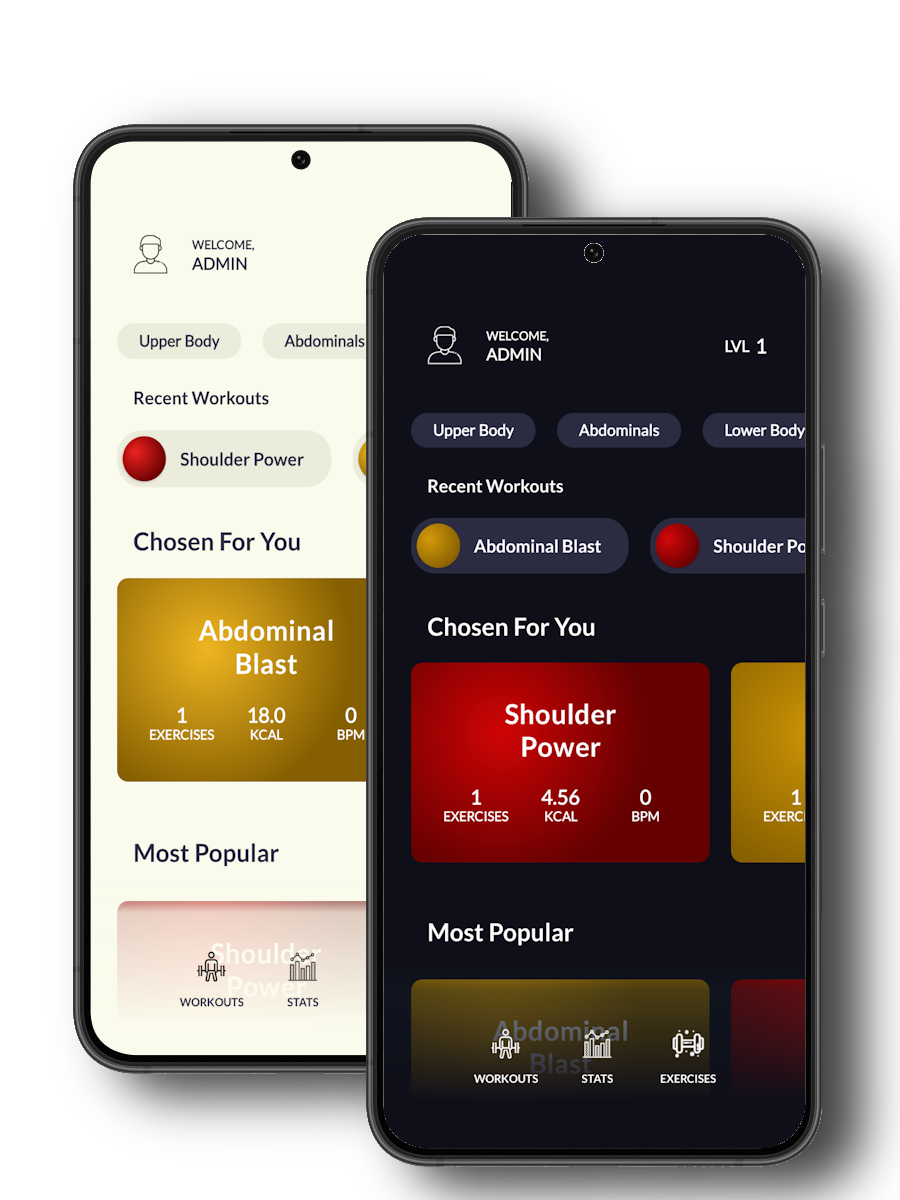 WELCOME,
ADMIN
Upper Body
Abdominals
Recent Workouts
Shoulder Power
Chosen For You
Abdominal
Blast
1
18.0
0
EXERCISES
KCAL
BPM
Most Popular
Shoulder
Power
WORKOUTS
STATS
WELCOME,
ADMIN
LVL 1
Upper Body
Abdominals
Lower Body
Recent Workouts
Abdominal Blast
Shoulder Po
Chosen For You
Shoulder
Power
1
4.56
0
1
EXERCISES
KCAL
BPM
EXERC
Most Popular
Abdominal
Blast
WORKOUTS
STATS
EXERCISES